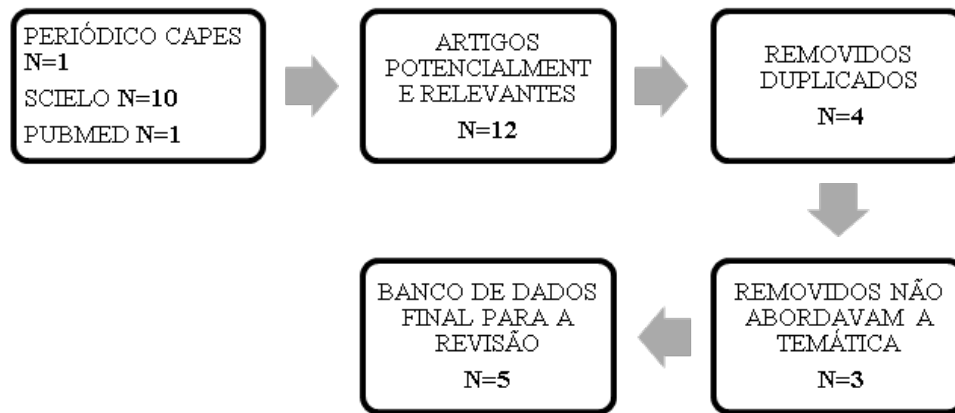 PERIÓDICO CAPES
N=1
SCIELO N=10
PUBMED N=1
ARTIGOS
POTENCIALMENT
E RELEVANTES
N=12
REMOVIDOS
DUPLICADOS
N=4
REMOVIDOS NÃO
ABORDAVAM A
TEMÁTICA
N=3
BANCO DE DADOS
FINAL PARA A
REVISÃO
N=5